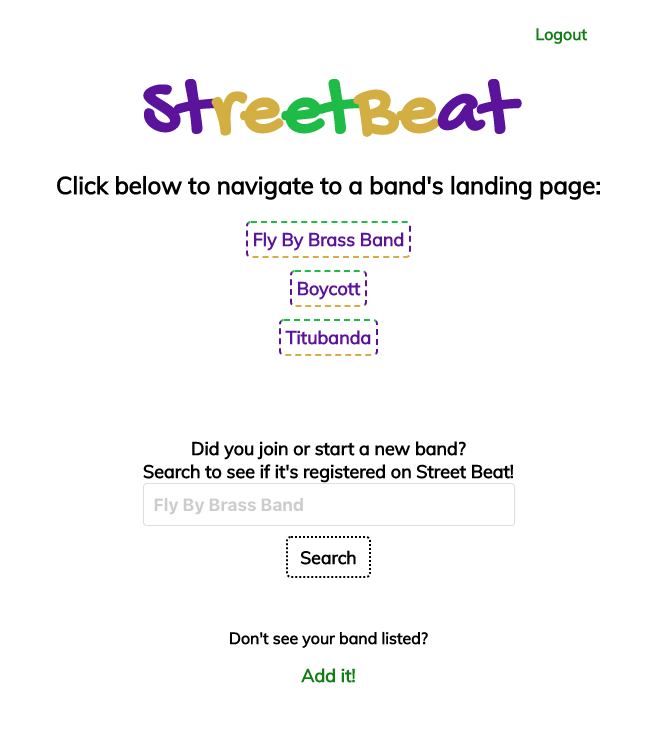 Logout
StreetBeat
Click below to navigate to a band's landing page:
Fly By Brass Band
Boycott
Titubanda
Did you join or start a new band?
Search to see if it's registered on Street Beat!
Fly By Brass Band
Search
Don't see your band listed?
Add it!